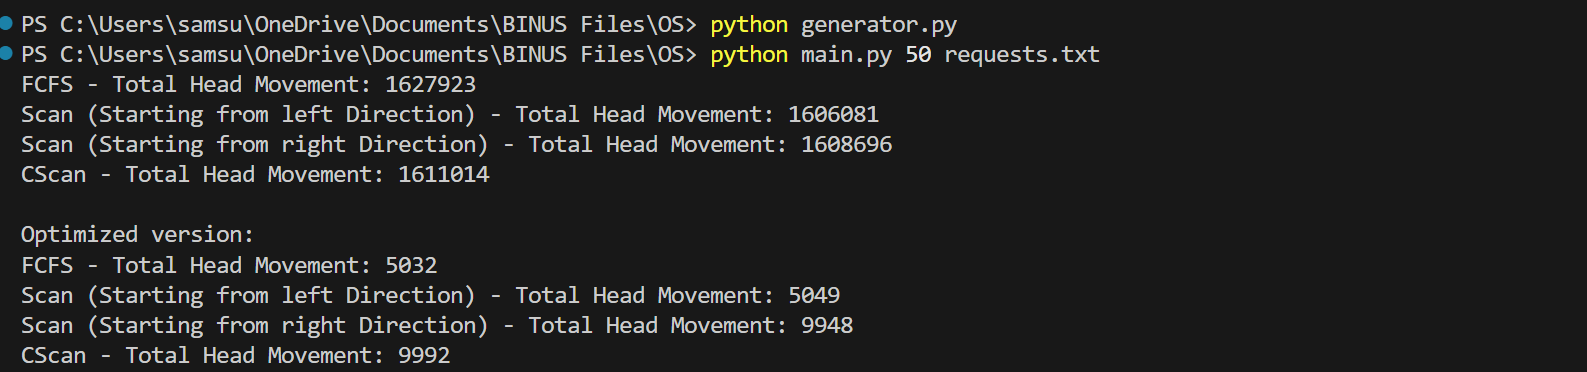 PS C:\Users\samsu\OneDrive\Documents\BINUS Files\OS> python generator.py
PS C:\Users\samsu\OneDrive\Documents\BINUS Files\OS> python main.py 50 requests.txt
FCFS - Total Head Movement: 1627923
Scan (Starting from left Direction) - Total Head Movement: 1606081
Scan (Starting from right Direction) - Total Head Movement: 1608696
CScan - Total Head Movement: 1611014
Optimized version:
FCFS - Total Head Movement: 5032
Scan (Starting from left Direction) - Total Head Movement: 5049
Scan (Starting from right Direction) - Total Head Movement: 9948
CScan - Total Head Movement: 9992